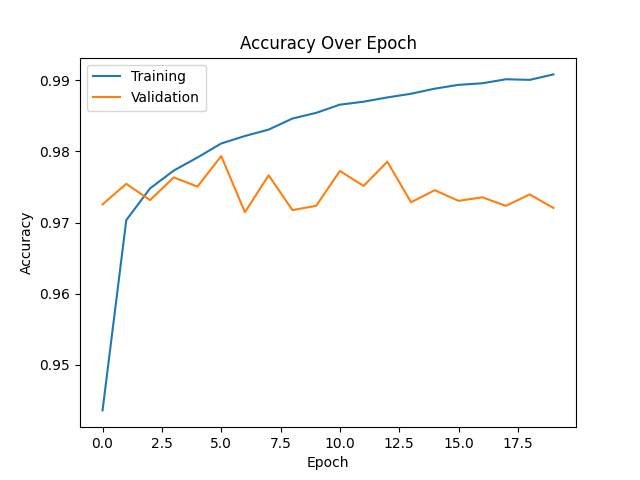 Accuracy Over Epoch
Training
Validation
0.99
0.98
0.97
0.96
0.95
Accuracy
0.0 2.5 5.0 7.5 10.0 12.5 15.0 17.5
Epoch